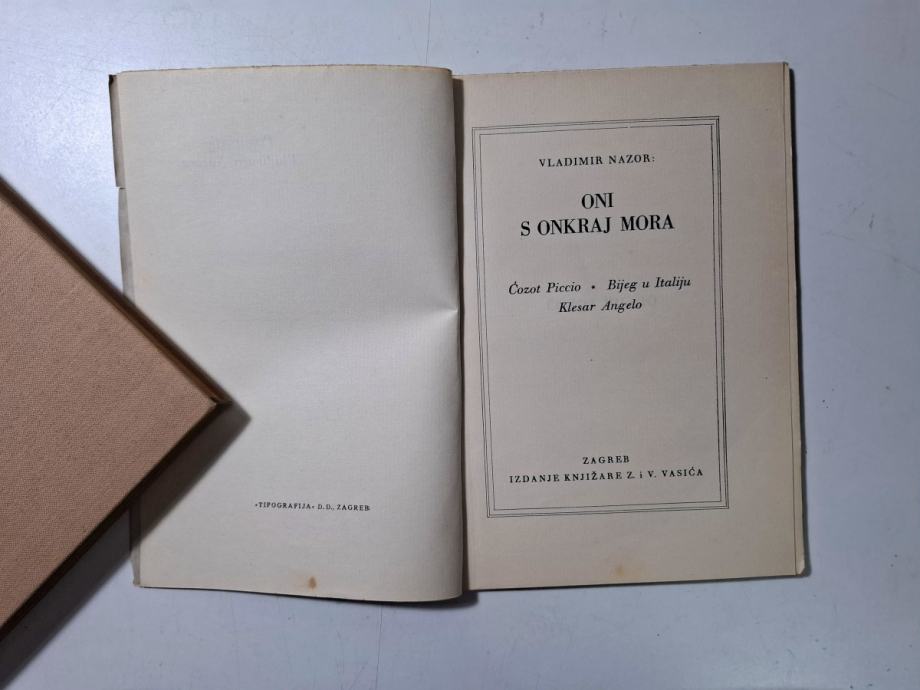 «TIPOGRAFIJA» D.D., ZAGREB
VLADIMIR NAZOR:
ONI
S ONKRAJ MORA
Ćozot Piccio • Bijeg u Italiju
Klesar Angelo
ZAGREB
IZDANJE KNJIŽARE Z. i V. VASIĆA